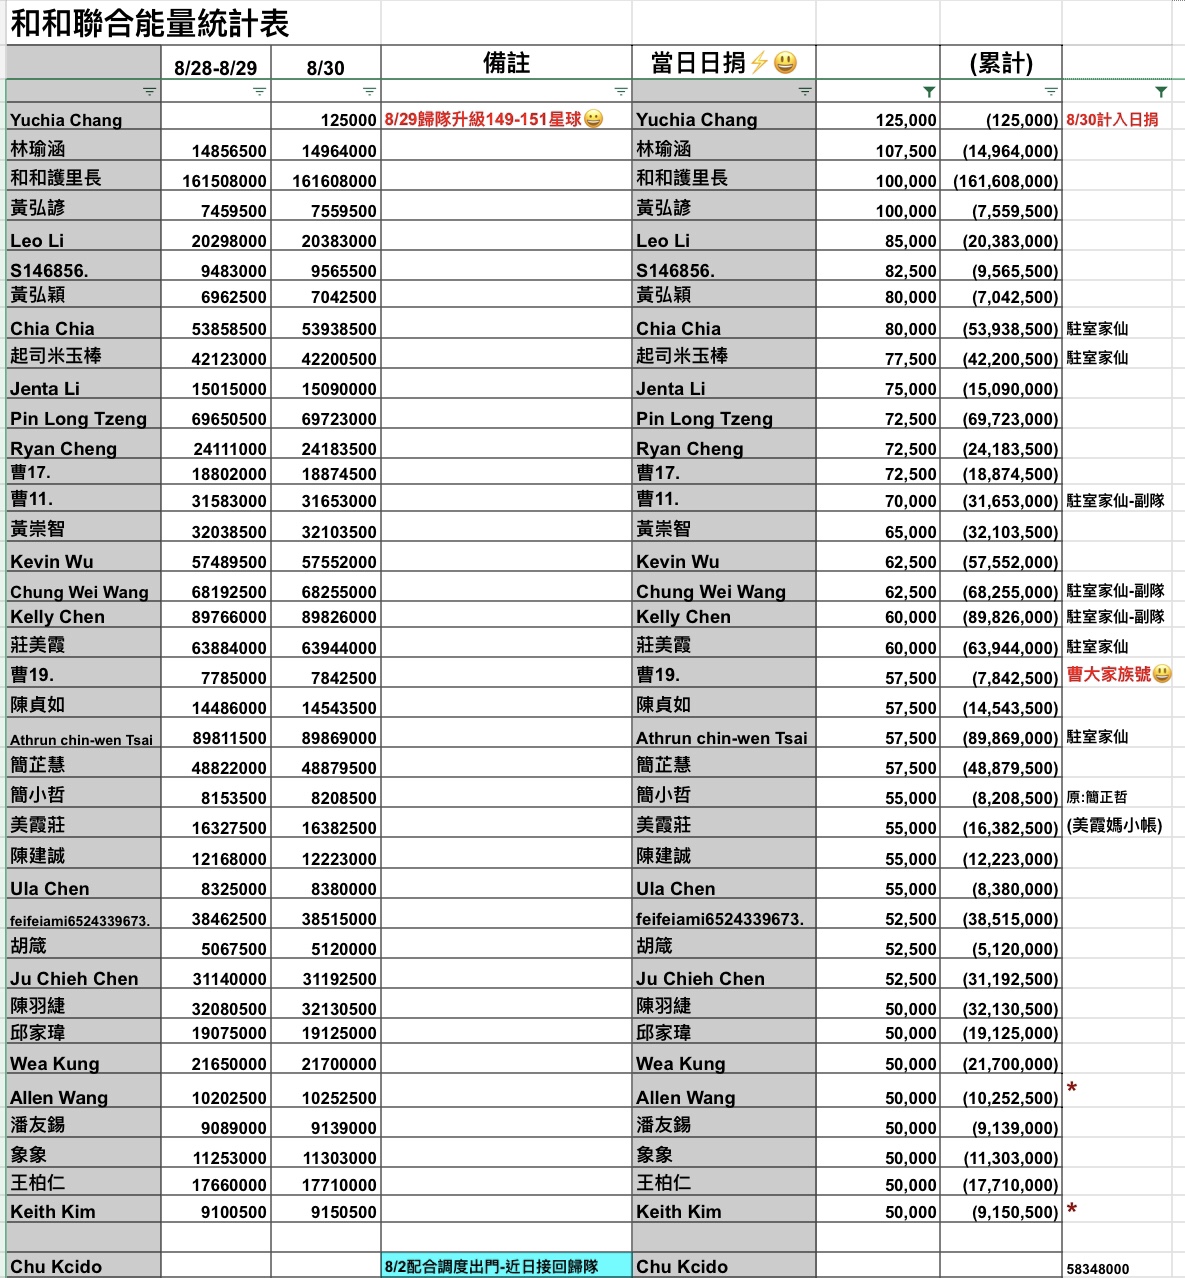 和和聯合能量統計表
8/28-8/29 8/30 備註 當日日捐⚡😃 (累計)
Yuchia Chang 125000 8/29歸隊升級149-151星球😀 Yuchia Chang 125,000 (125,000) 8/30計入日捐
林瑜涵 14856500 14964000 林瑜涵 107,500 (14,964,000)
和和護里長 161508000 161608000 和和護里長 100,000 (161,608,000)
黃弘諺 7459500 7559500 黃弘諺 100,000 (7,559,500)
Leo Li 20298000 20383000 Leo Li 85,000 (20,383,000)
S146856. 9483000 9565500 S146856. 82,500 (9,565,500)
黃弘穎 6962500 7042500 黃弘穎 80,000 (7,042,500)
Chia Chia 53858500 53938500 Chia Chia 80,000 (53,938,500) 駐室家仙
起司米玉棒 42123000 42200500 起司米玉棒 77,500 (42,200,500) 駐室家仙
Jenta Li 15015000 15090000 Jenta Li 75,000 (15,090,000)
Pin Long Tzeng 69650500 69723000 Pin Long Tzeng 72,500 (69,723,000)
Ryan Cheng 24111000 24183500 Ryan Cheng 72,500 (24,183,500)
曹17. 18802000 18874500 曹17. 72,500 (18,874,500)
曹11. 31583000 31653000 曹11. 70,000 (31,653,000) 駐室家仙-副隊
黃崇智 32038500 32103500 黃崇智 65,000 (32,103,500)
Kevin Wu 57489500 57552000 Kevin Wu 62,500 (57,552,000)
Chung Wei Wang 68192500 68255000 Chung Wei Wang 62,500 (68,255,000) 駐室家仙-副隊
Kelly Chen 89766000 89826000 Kelly Chen 60,000 (89,826,000) 駐室家仙-副隊
莊美霞 63884000 63944000 莊美霞 60,000 (63,944,000) 駐室家仙
曹19. 7785000 7842500 曹19. 57,500 (7,842,500) 曹大家族號😃
陳貞如 14486000 14543500 陳貞如 57,500 (14,543,500)
Athrun chin-wen Tsai 89811500 89869000 Athrun chin-wen Tsai 57,500 (89,869,000) 駐室家仙
簡芷慧 48822000 48879500 簡芷慧 57,500 (48,879,500)
簡小哲 8153500 8208500 簡小哲 55,000 (8,208,500) 原:簡正哲
美霞莊 16327500 16382500 美霞莊 55,000 (16,382,500) (美霞媽小帳)
陳建誠 12168000 12223000 陳建誠 55,000 (12,223,000)
Ula Chen 8325000 8380000 Ula Chen 55,000 (8,380,000)
feifeiami6524339673. 38462500 38515000 feifeiami6524339673. 52,500 (38,515,000)
胡箴 5067500 5120000 胡箴 52,500 (5,120,000)
Ju Chieh Chen 31140000 31192500 Ju Chieh Chen 52,500 (31,192,500)
陳羽緁 32080500 32130500 陳羽緁 50,000 (32,130,500)
邱家瑋 19075000 19125000 邱家瑋 50,000 (19,125,000)
Wea Kung 21650000 21700000 Wea Kung 50,000 (21,700,000)
Allen Wang 10202500 10252500 Allen Wang 50,000 (10,252,500) *
潘友錫 9089000 9139000 潘友錫 50,000 (9,139,000)
象象 11253000 11303000 象象 50,000 (11,303,000)
王柏仁 17660000 17710000 王柏仁 50,000 (17,710,000)
Keith Kim 9100500 9150500 Keith Kim 50,000 (9,150,500) *
Chu Kcido 8/2配合調度出門-近日接回歸隊 Chu Kcido 58348000